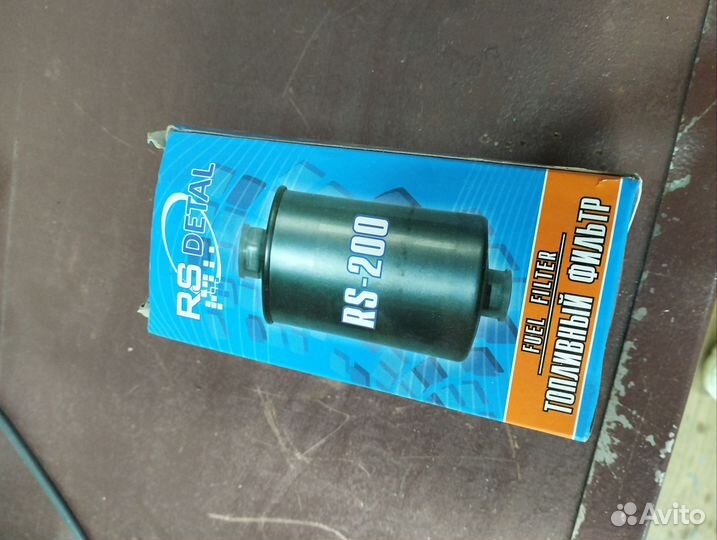 RS DETAL
RS-200
FUEL FILTER
ТОПЛИВНЫЙ ФИЛЬТР
Avito